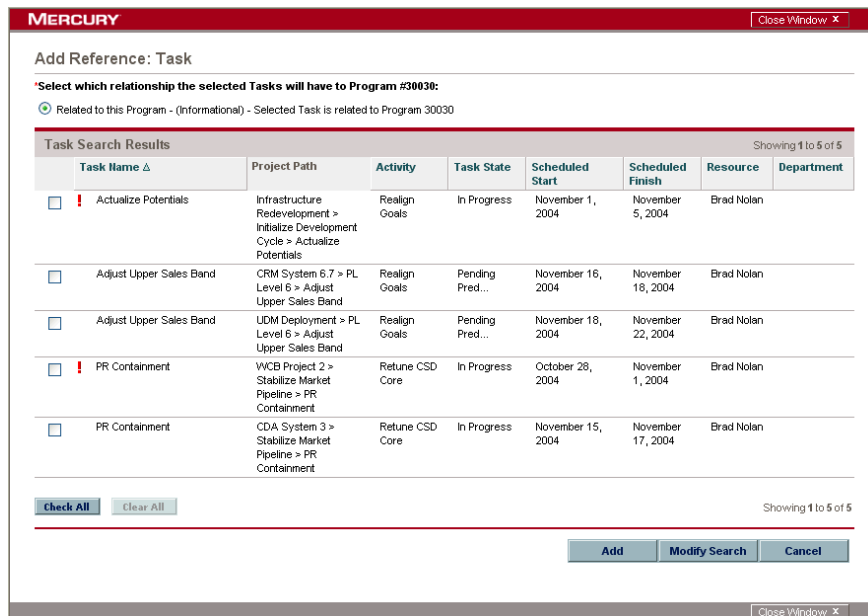 MERCURY
Close Window X
Add Reference: Task
*Select which relationship the selected Tasks will have to Program #30030:
Related to this Program - (Informational) - Selected Task is related to Program 30030
Task Search Results
Showing 1 to 5 of 5
Task Name Δ Project Path Activity Task State Scheduled Start Scheduled Finish Resource Department
! Actualize Potentials Infrastructure Redevelopment > Initialize Development Cycle > Actualize Potentials Realign Goals In Progress November 1, 2004 November 5, 2004 Brad Nolan
Adjust Upper Sales Band CRM System 6.7 > PL Level 6 > Adjust Upper Sales Band Realign Goals Pending Pred... November 16, 2004 November 18, 2004 Brad Nolan
Adjust Upper Sales Band UDM Deployment > PL Level 6 > Adjust Upper Sales Band Realign Goals Pending Pred... November 18, 2004 November 22, 2004 Brad Nolan
! PR Containment WCB Project 2 > Stabilize Market Pipeline > PR Containment Retune CSD Core In Progress October 28, 2004 November 1, 2004 Brad Nolan
PR Containment CDA System 3 > Stabilize Market Pipeline > PR Containment Retune CSD Core In Progress November 15, 2004 November 17, 2004 Brad Nolan
Check All Clear All
Showing 1 to 5 of 5
Add Modify Search Cancel
Close Window X